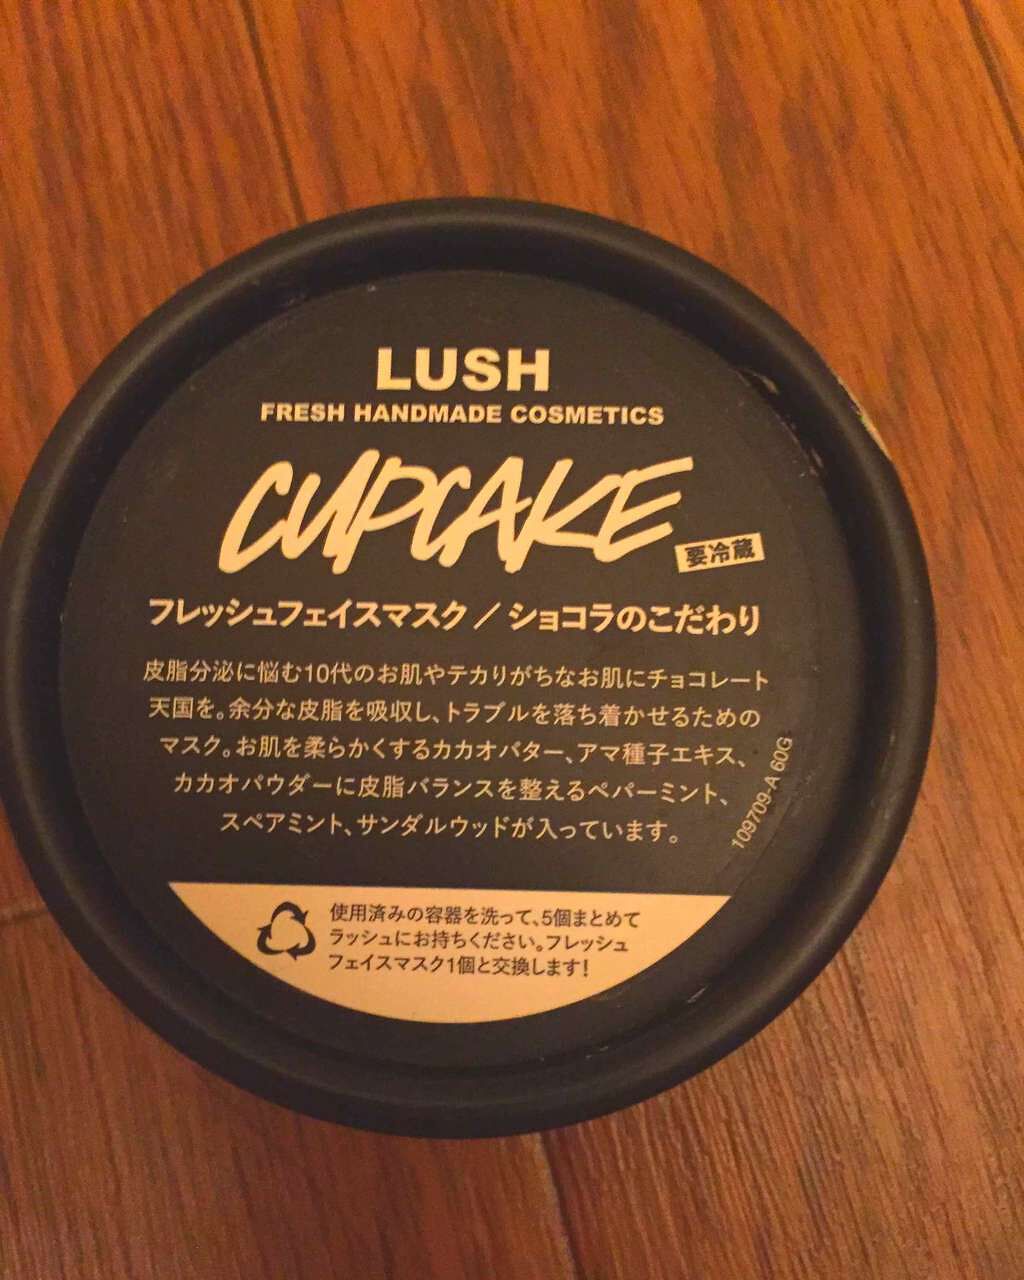 LUSH
FRESH HANDMADE COSMETICS
CUPCAKE
要冷蔵
フレッシュフェイスマスク／ショコラのこだわり
皮脂分泌に悩む10代のお肌やテカりがちなお肌にチョコレート
天国を。余分な皮脂を吸収し、トラブルを落ち着かせるための
マスク。お肌を柔らかくするカカオバター、アマ種子エキス、
カカオパウダーに皮脂バランスを整えるペパーミント、
スペアミント、サンダルウッドが入っています。
109709-A 60G
使用済みの容器を洗って、5個まとめて
ラッシュにお持ちください。フレッシュ
フェイスマスク1個と交換します!